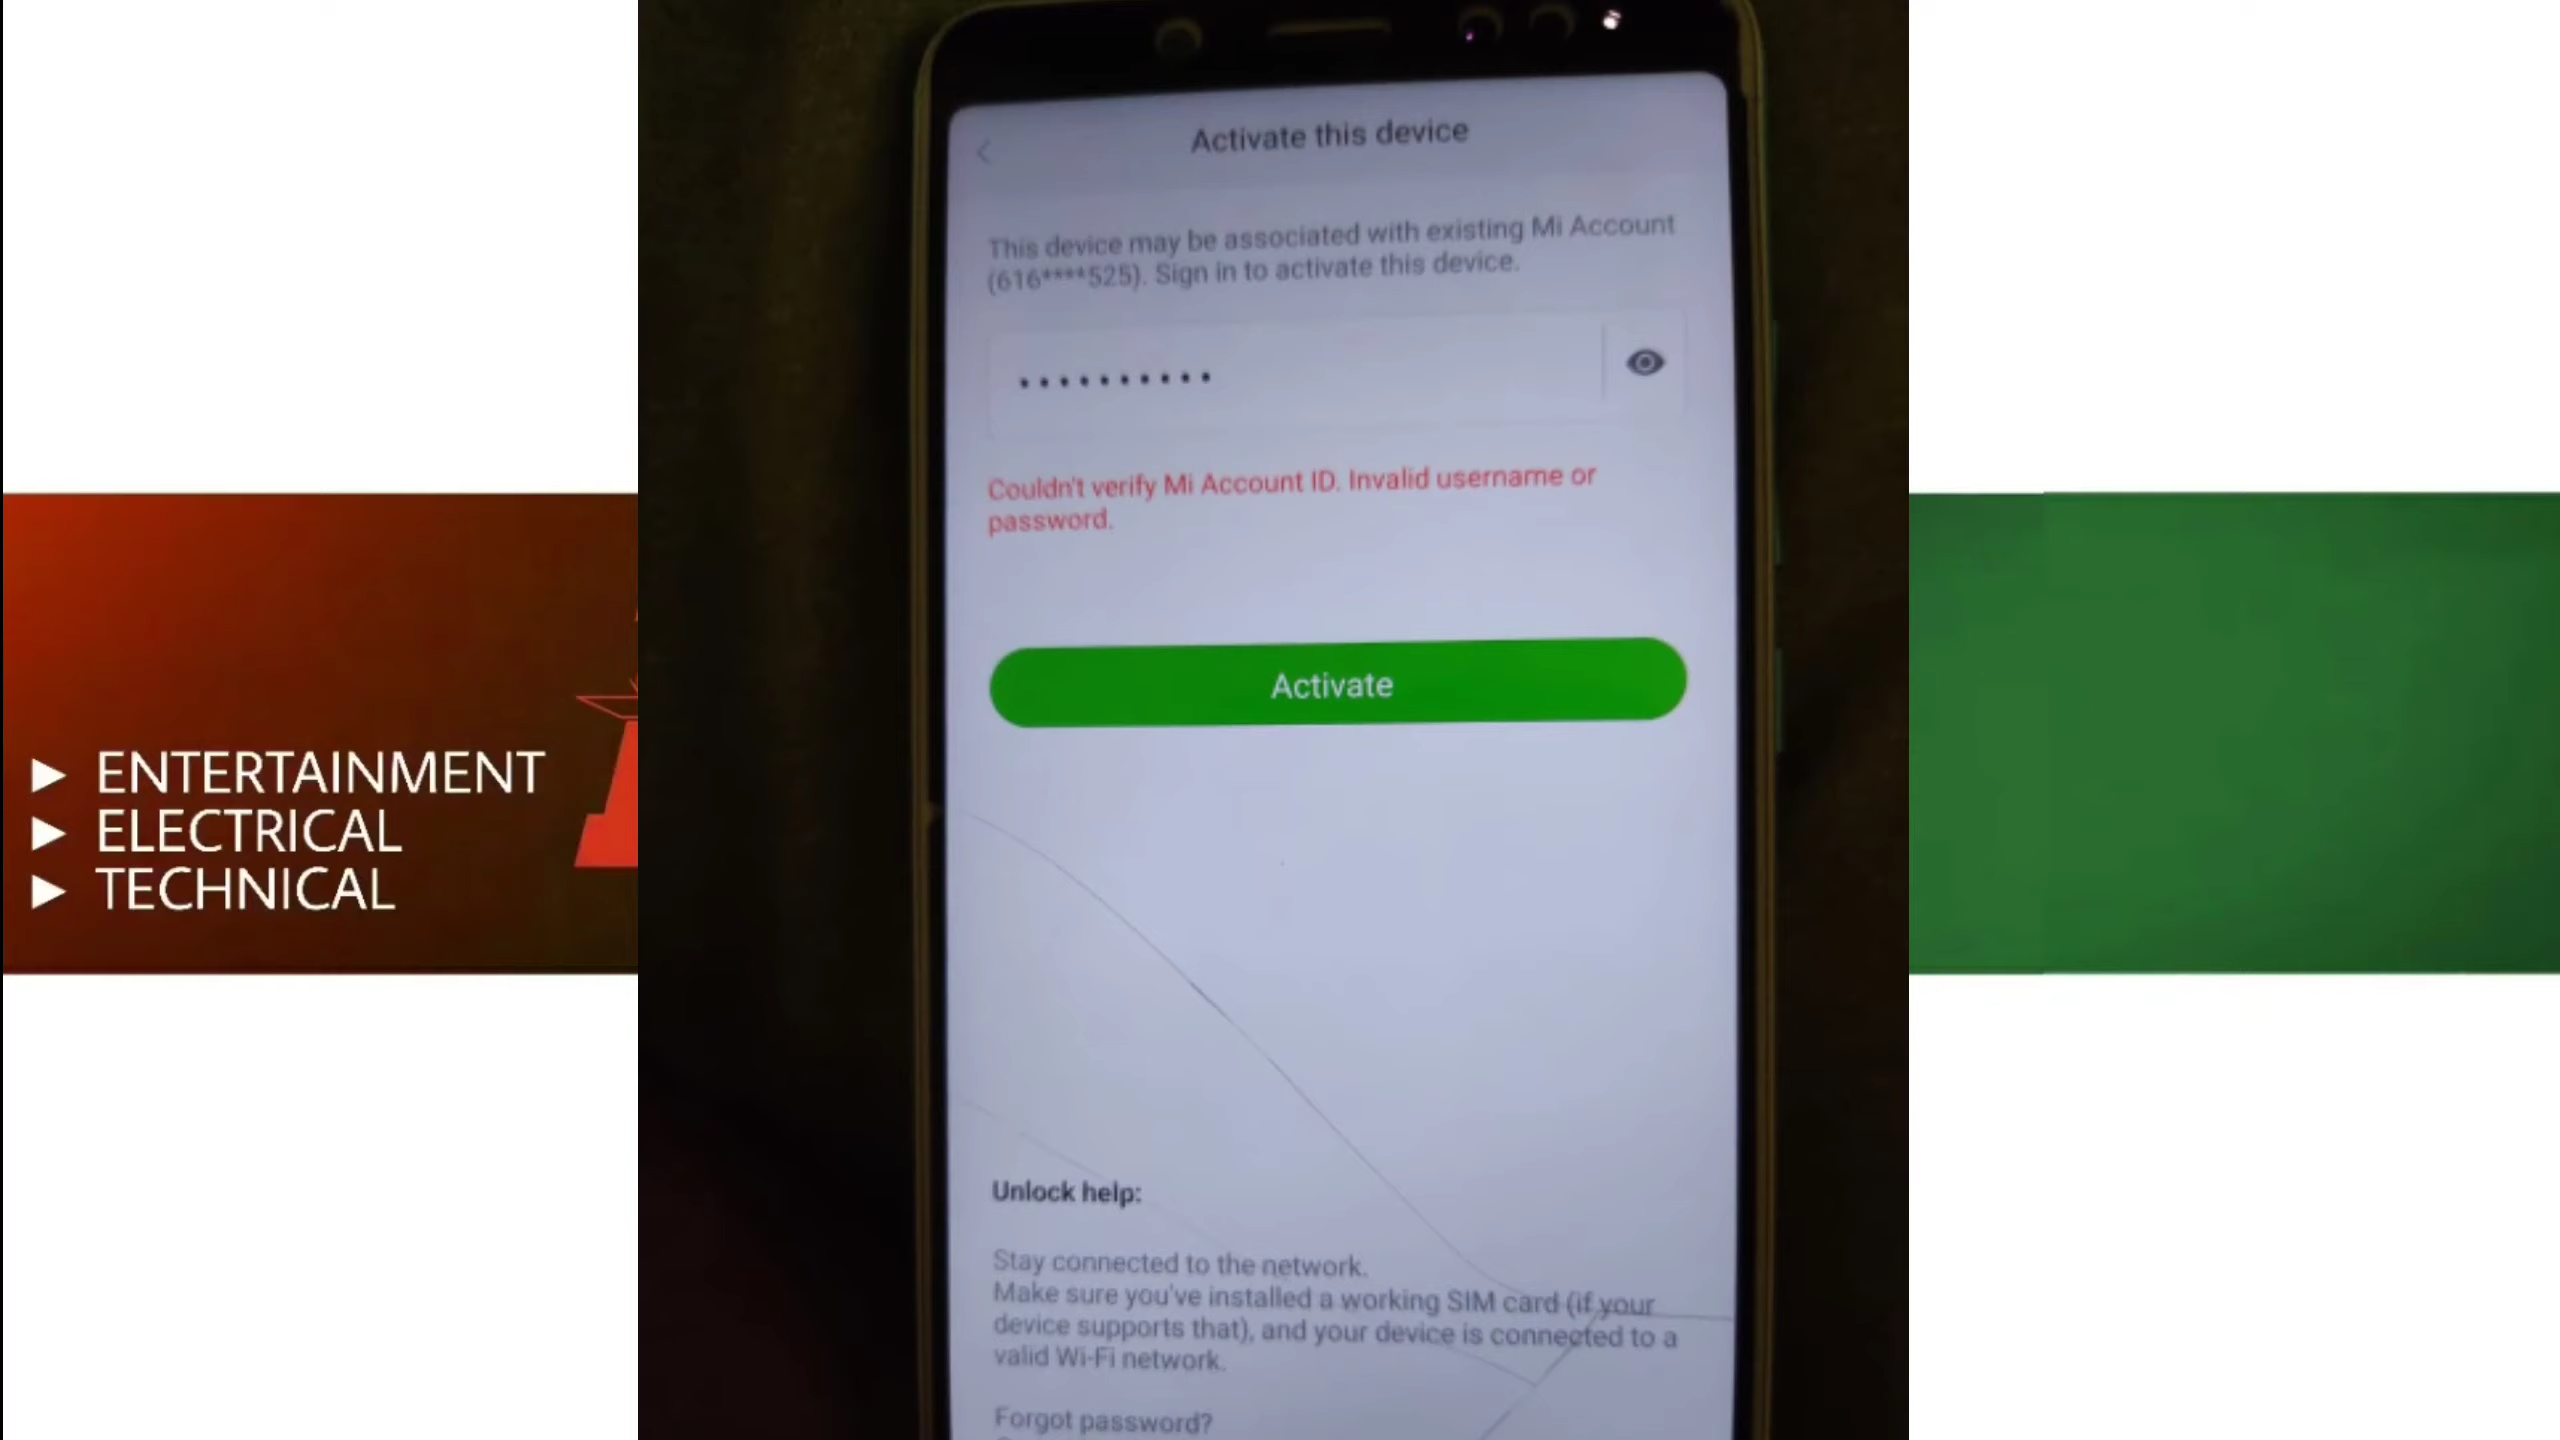 Activate this device
This device may be associated with existing Mi Account
(616****525). Sign in to activate this device.
Couldn't verify Mi Account ID. Invalid username or
password.
Activate
► ENTERTAINMENT
► ELECTRICAL
► TECHNICAL
Unlock help:
Stay connected to the network.
Make sure you've installed a working SIM card (if your
device supports that), and your device is connected to a
valid Wi-Fi network.
Forgot password?